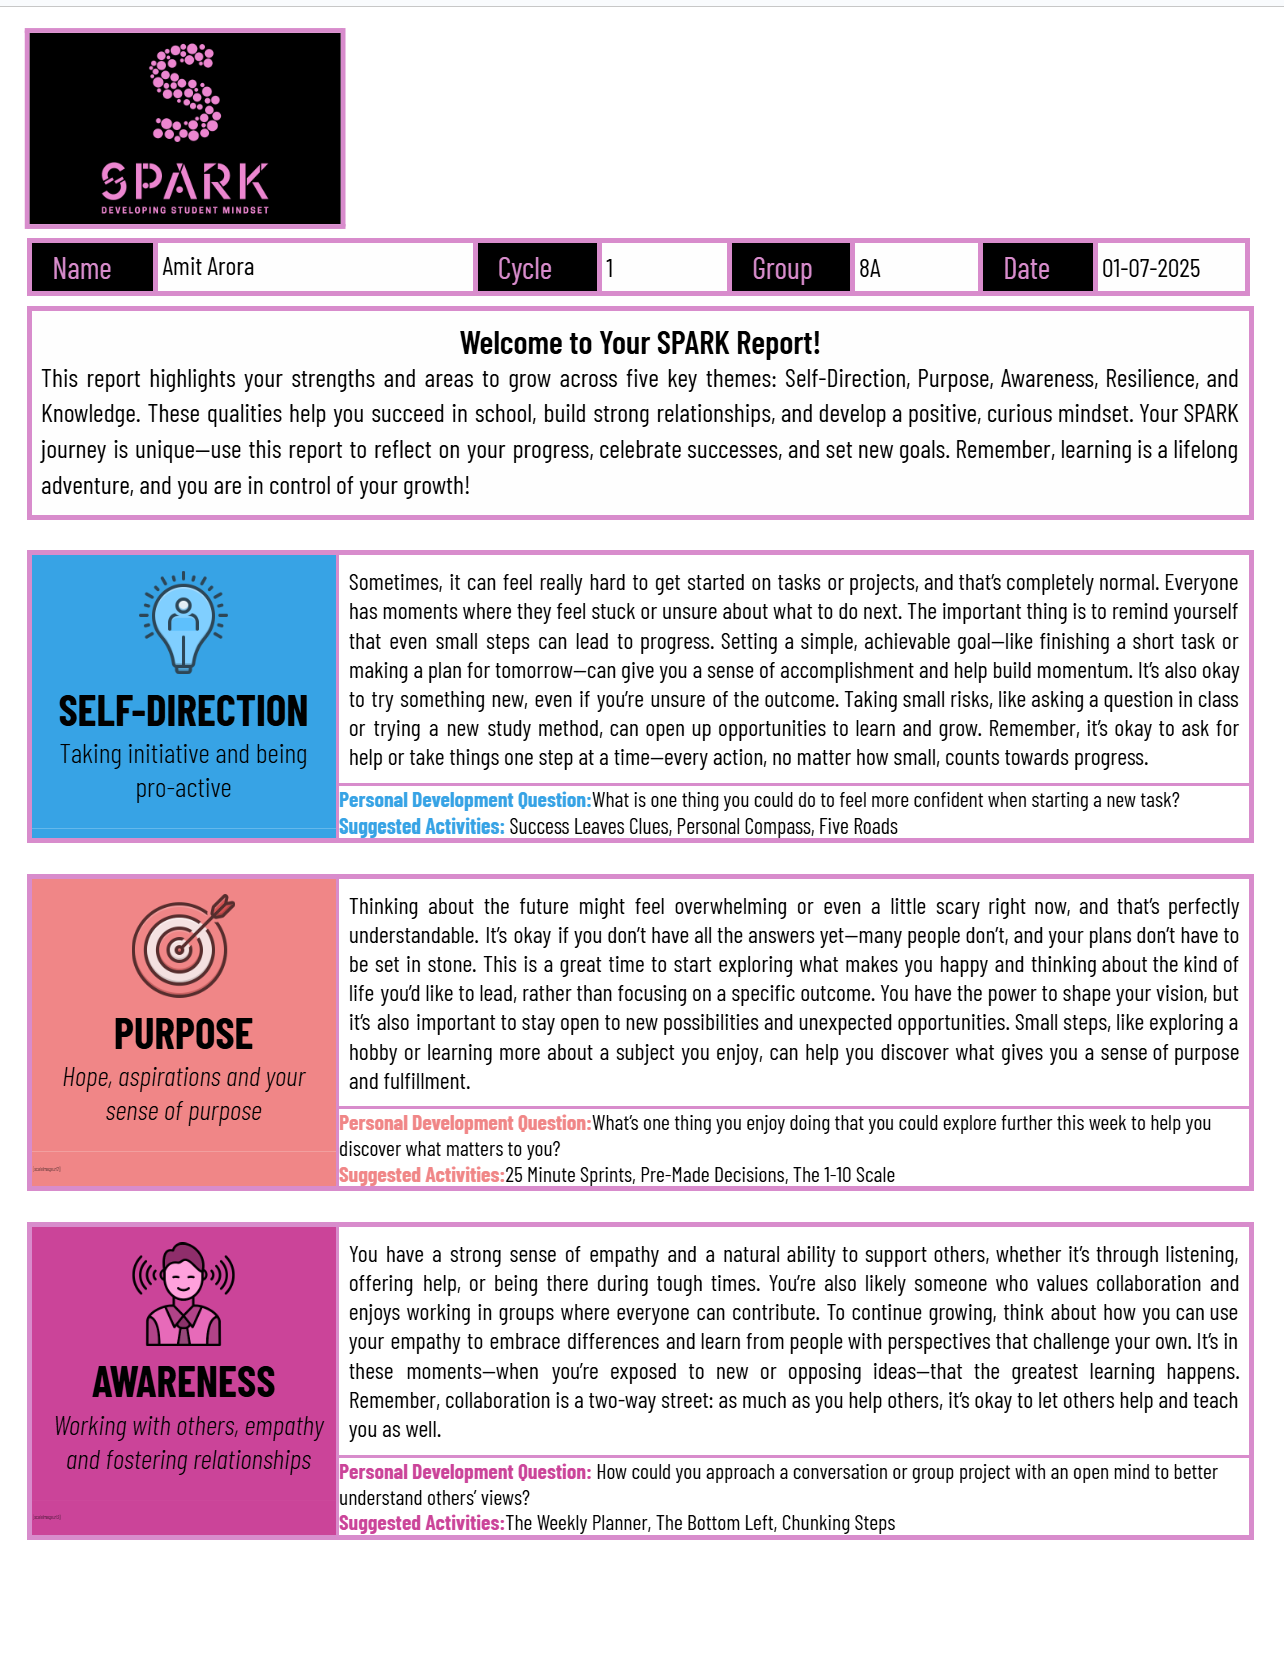 SPARK
DEVELOPING STUDENT MINDSET
Name Amit Arora Cycle 1 Group 8A Date 01-07-2025
Welcome to Your SPARK Report!
This report highlights your strengths and areas to grow across five key themes: Self-Direction, Purpose, Awareness, Resilience, and
Knowledge. These qualities help you succeed in school, build strong relationships, and develop a positive, curious mindset. Your SPARK
journey is unique—use this report to reflect on your progress, celebrate successes, and set new goals. Remember, learning is a lifelong
adventure, and you are in control of your growth!
SELF-DIRECTION
Taking initiative and being
pro-active
Sometimes, it can feel really hard to get started on tasks or projects, and that’s completely normal. Everyone
has moments where they feel stuck or unsure about what to do next. The important thing is to remind yourself
that even small steps can lead to progress. Setting a simple, achievable goal—like finishing a short task or
making a plan for tomorrow—can give you a sense of accomplishment and help build momentum. It’s also okay
to try something new, even if you’re unsure of the outcome. Taking small risks, like asking a question in class
or trying a new study method, can open up opportunities to learn and grow. Remember, it’s okay to ask for
help or take things one step at a time—every action, no matter how small, counts towards progress.
Personal Development Question:What is one thing you could do to feel more confident when starting a new task?
Suggested Activities: Success Leaves Clues, Personal Compass, Five Roads
PURPOSE
Hope, aspirations and your
sense of purpose
Thinking about the future might feel overwhelming or even a little scary right now, and that’s perfectly
understandable. It’s okay if you don’t have all the answers yet—many people don’t, and your plans don’t have to
be set in stone. This is a great time to start exploring what makes you happy and thinking about the kind of
life you’d like to lead, rather than focusing on a specific outcome. You have the power to shape your vision, but
it’s also important to stay open to new possibilities and unexpected opportunities. Small steps, like exploring a
hobby or learning more about a subject you enjoy, can help you discover what gives you a sense of purpose
and fulfillment.
Personal Development Question:What’s one thing you enjoy doing that you could explore further this week to help you
discover what matters to you?
Suggested Activities:25 Minute Sprints, Pre-Made Decisions, The 1-10 Scale
AWARENESS
Working with others, empathy
and fostering relationships
You have a strong sense of empathy and a natural ability to support others, whether it’s through listening,
offering help, or being there during tough times. You’re also likely someone who values collaboration and
enjoys working in groups where everyone can contribute. To continue growing, think about how you can use
your empathy to embrace differences and learn from people with perspectives that challenge your own. It’s in
these moments—when you’re exposed to new or opposing ideas—that the greatest learning happens.
Remember, collaboration is a two-way street: as much as you help others, it’s okay to let others help and teach
you as well.
Personal Development Question: How could you approach a conversation or group project with an open mind to better
understand others’ views?
Suggested Activities:The Weekly Planner, The Bottom Left, Chunking Steps